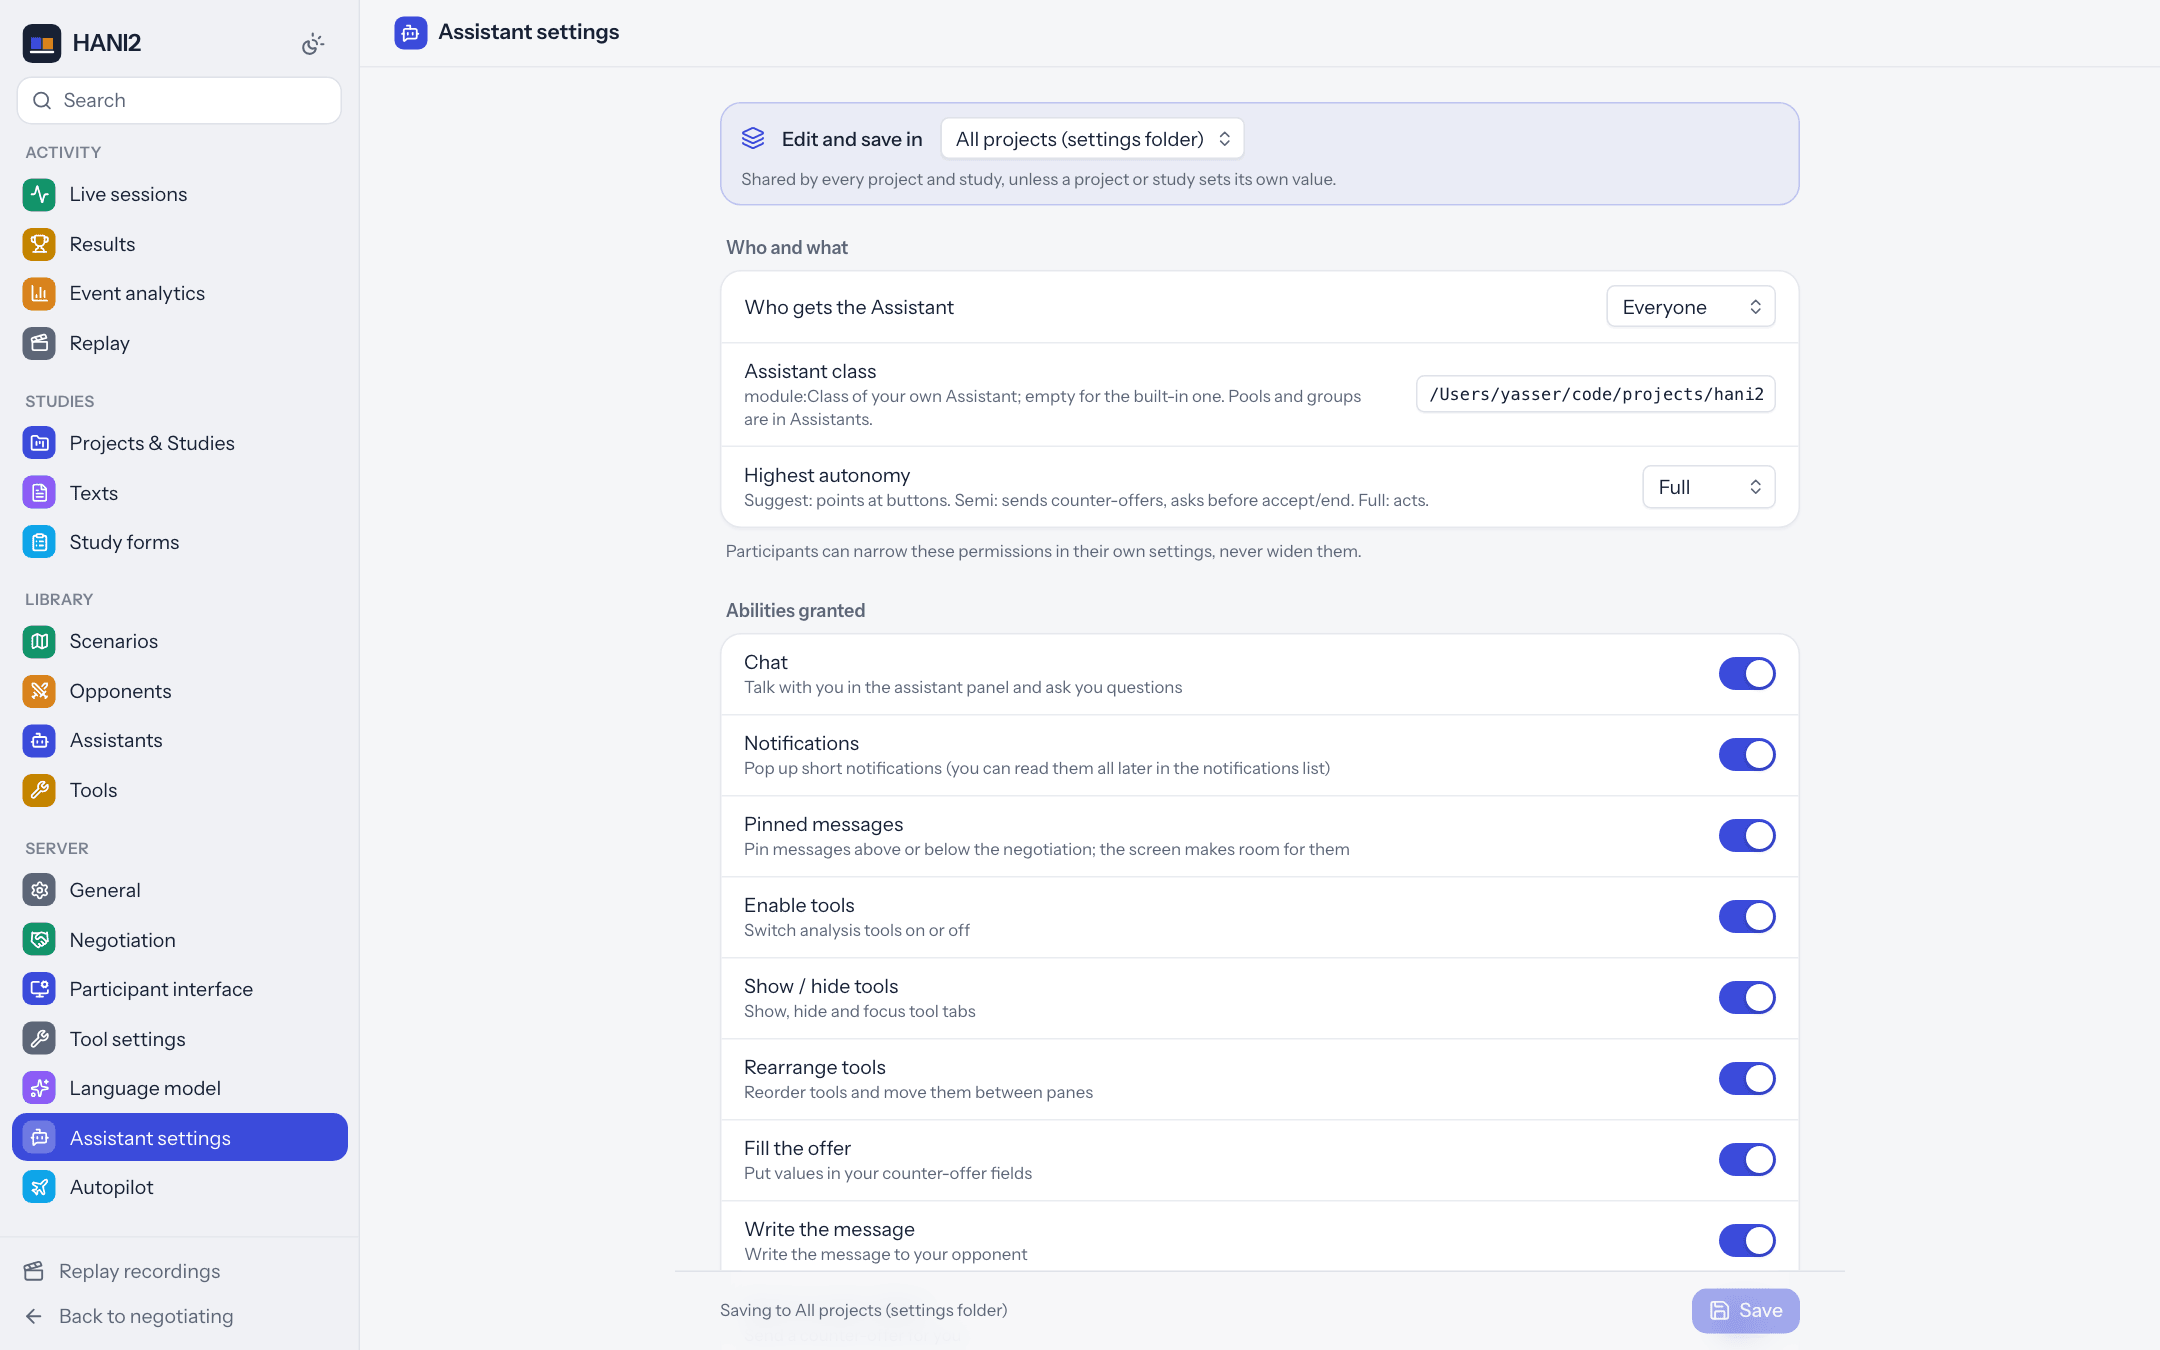 HANI2
Search
ACTIVITY
Live sessions
Results
Event analytics
Replay
STUDIES
Projects & Studies
Texts
Study forms
LIBRARY
Scenarios
Opponents
Assistants
Tools
SERVER
General
Negotiation
Participant interface
Tool settings
Language model
Assistant settings
Autopilot
Replay recordings
Back to negotiating
Assistant settings
Edit and save in
All projects (settings folder)
Shared by every project and study, unless a project or study sets its own value.
Who and what
Who gets the Assistant
Everyone
Assistant class
module:Class of your own Assistant; empty for the built-in one. Pools and groups
are in Assistants.
/Users/yasser/code/projects/hani2
Highest autonomy
Suggest: points at buttons. Semi: sends counter-offers, asks before accept/end. Full: acts.
Full
Participants can narrow these permissions in their own settings, never widen them.
Abilities granted
Chat
Talk with you in the assistant panel and ask you questions
Notifications
Pop up short notifications (you can read them all later in the notifications list)
Pinned messages
Pin messages above or below the negotiation; the screen makes room for them
Enable tools
Switch analysis tools on or off
Show / hide tools
Show, hide and focus tool tabs
Rearrange tools
Reorder tools and move them between panes
Fill the offer
Put values in your counter-offer fields
Write the message
Write the message to your opponent
Saving to All projects (settings folder)
Save